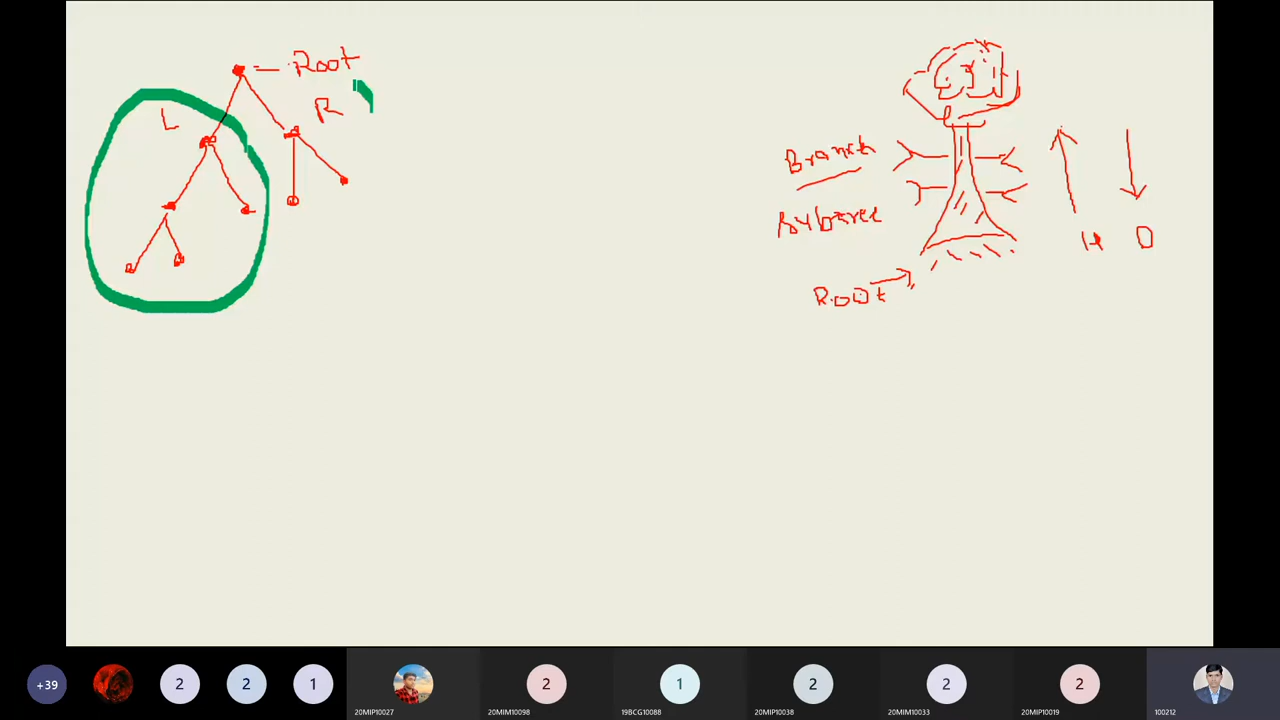 Root
L
R
Branch
Subtree
Root
H D
+39
2
2
1
2
1
2
2
2
20MIP10027
20MIM10098
19BCG10088
20MIP10038
20MIM10033
20MIP10019
100212